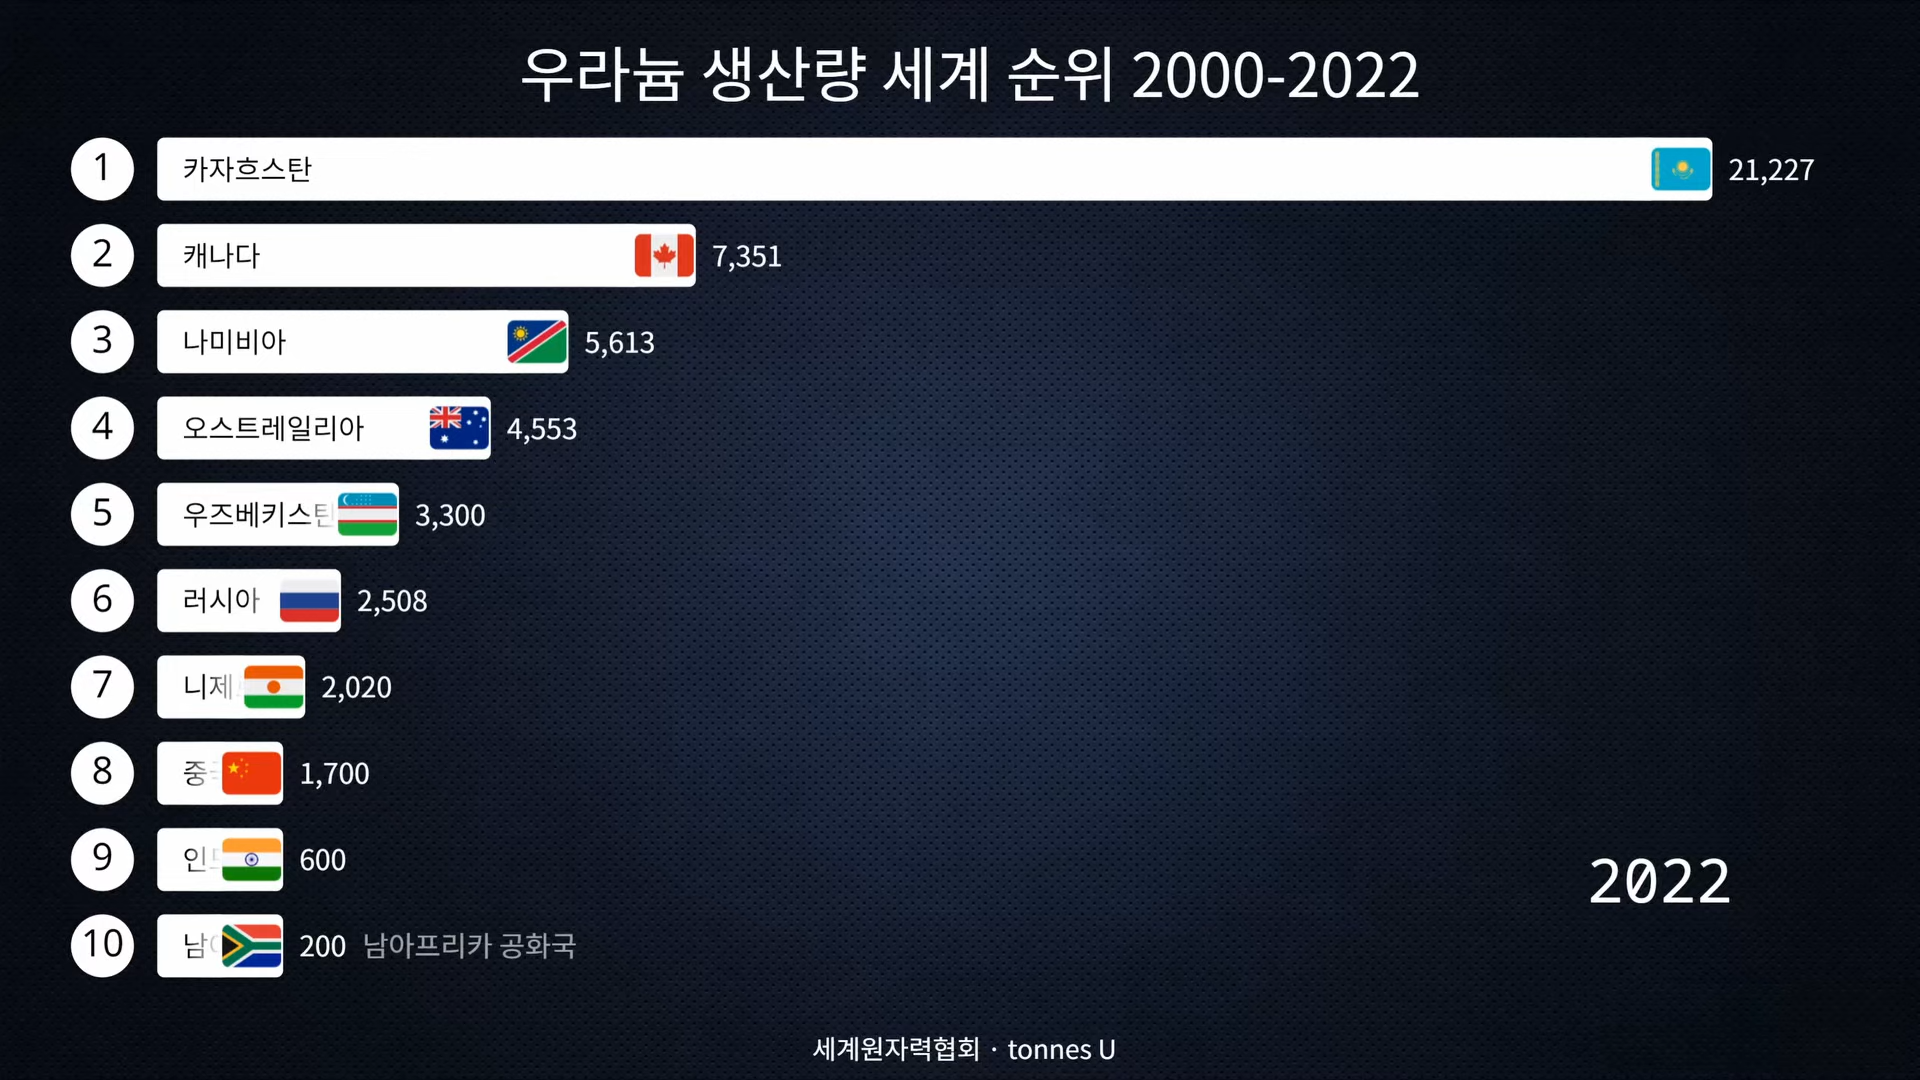 우라늄 생산량 세계 순위 2000-2022
1 카자흐스탄 21,227
2 캐나다 7,351
3 나미비아 5,613
4 오스트레일리아 4,553
5 우즈베키스탄 3,300
6 러시아 2,508
7 니제 2,020
8 중 1,700
9 인 600
10 남 200 남아프리카 공화국
2022
세계원자력협회 · tonnes U